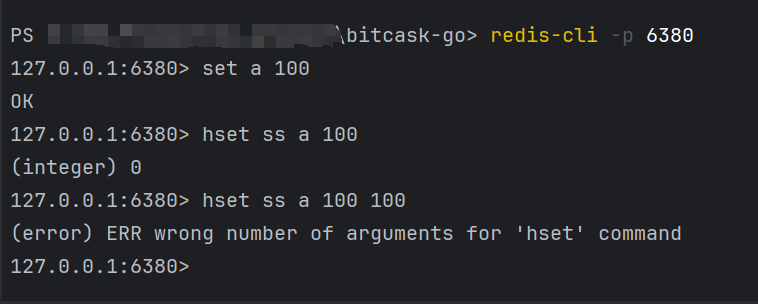 PS \bitcask-go> redis-cli -p 6380
127.0.0.1:6380> set a 100
OK
127.0.0.1:6380> hset ss a 100
(integer) 0
127.0.0.1:6380> hset ss a 100 100
(error) ERR wrong number of arguments for 'hset' command
127.0.0.1:6380>